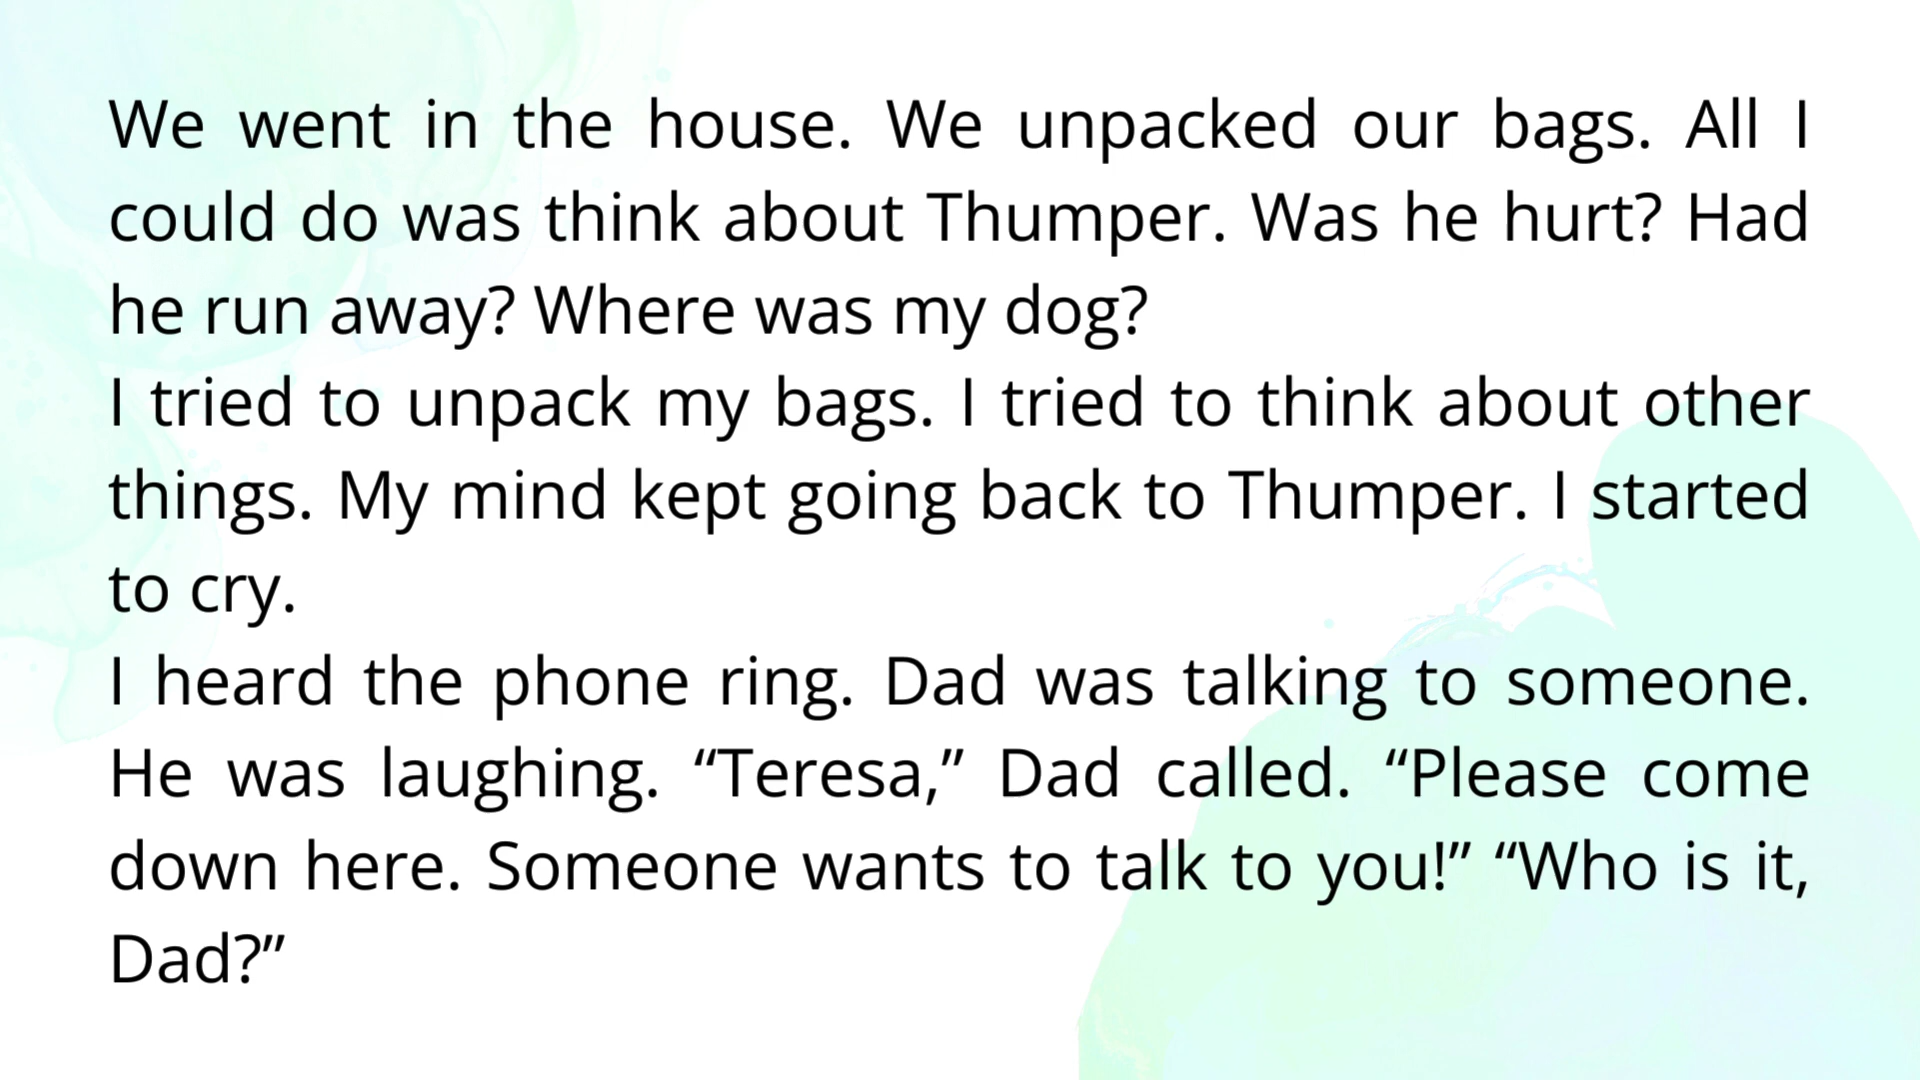 We went in the house. We unpacked our bags. All I
could do was think about Thumper. Was he hurt? Had
he run away? Where was my dog?
I tried to unpack my bags. I tried to think about other
things. My mind kept going back to Thumper. I started
to cry.
I heard the phone ring. Dad was talking to someone.
He was laughing. “Teresa,” Dad called. “Please come
down here. Someone wants to talk to you!” “Who is it,
Dad?”